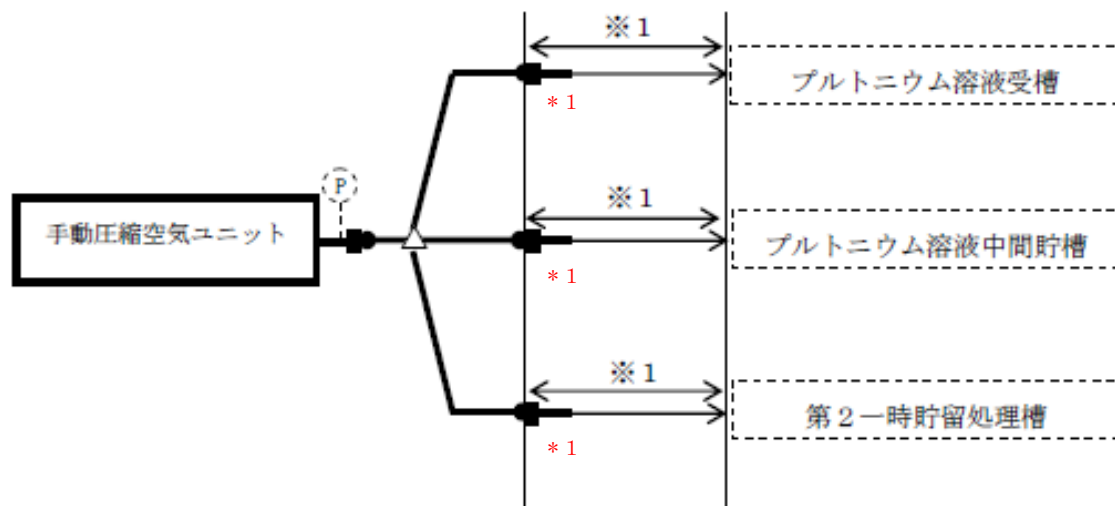 ※1
プルトニウム溶液受槽
*1
P
※1
手動圧縮空気ユニット
プルトニウム溶液中間貯槽
*1
※1
第2一時貯留処理槽
*1